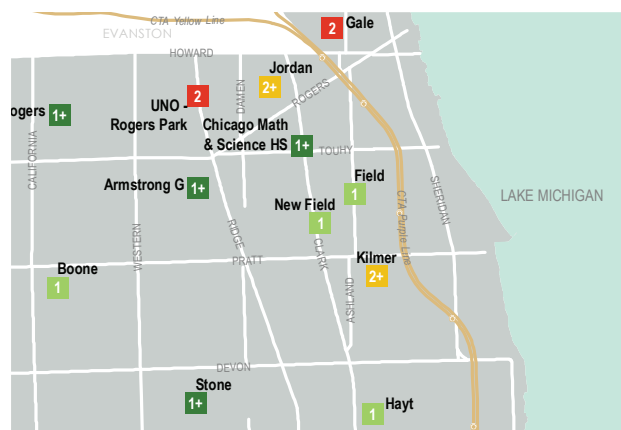 CTA Yellow Line
EVANSTON
2
Gale
HOWARD
Jordan
2+
2
UNO -
Rogers Park
DAMEN
ROGERS
ogers
1+
Chicago Math
& Science HS
1+
TOUHY
CALIFORNIA
Armstrong G
1+
Field
1
SHERIDAN
LAKE MICHIGAN
New Field
1
CTA Purple Line
WESTERN
RIDGE
CLARK
PRATT
Boone
1
Kilmer
2+
ASHLAND
DEVON
Stone
1+
Hayt
1